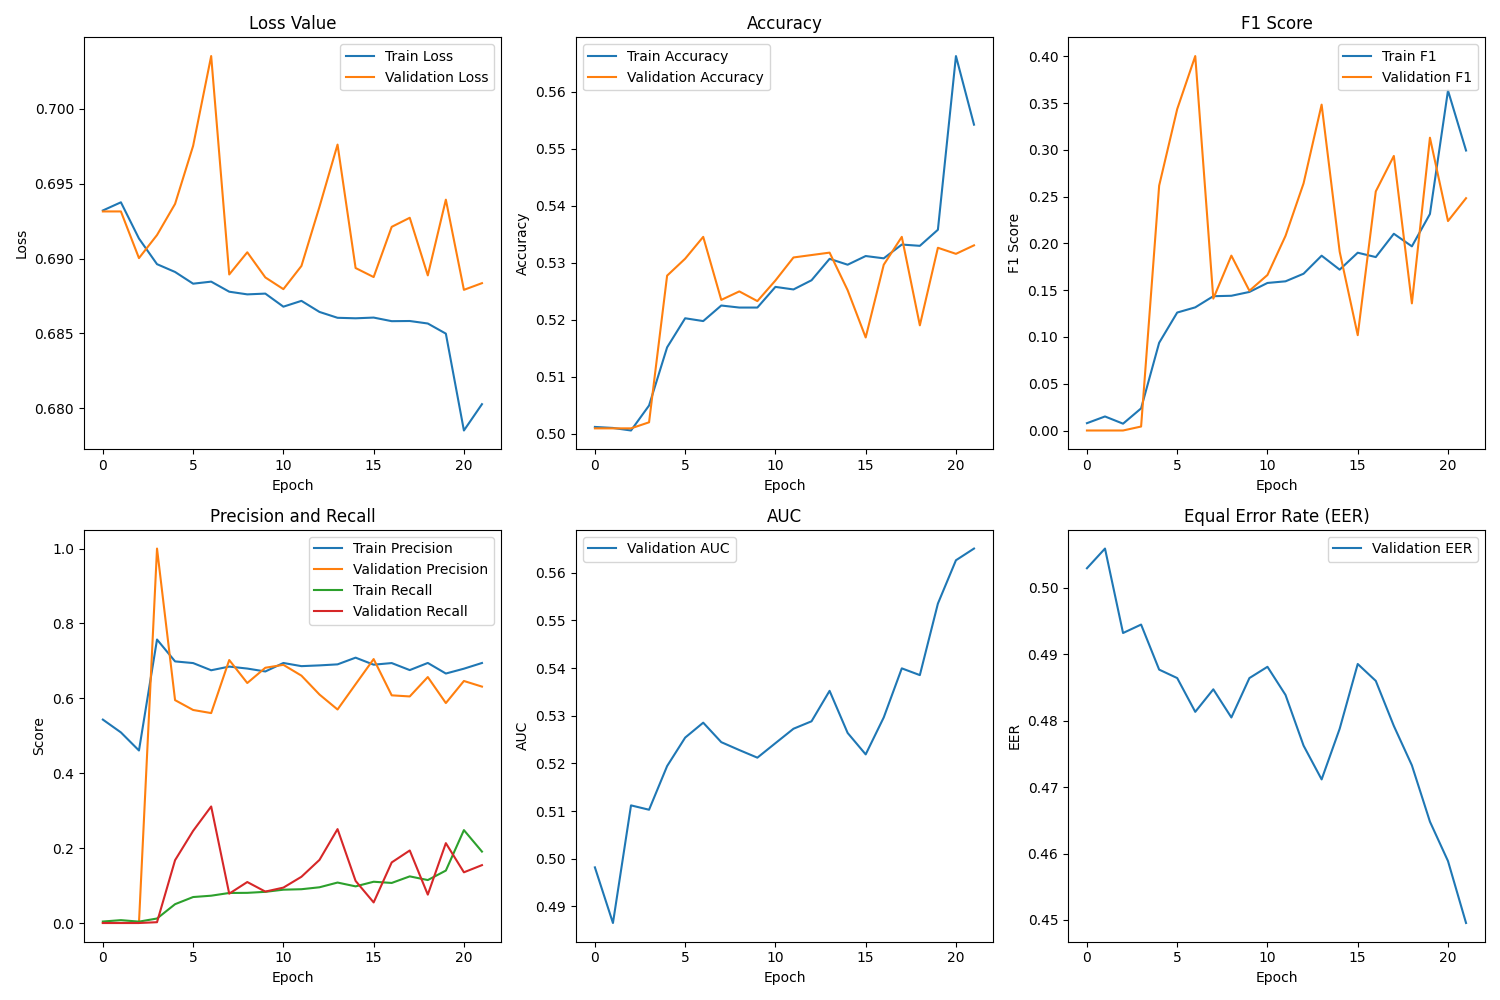 Loss Value
Train Loss
Validation Loss
Loss
0.700
0.695
0.690
0.685
0.680
0 5 10 15 20
Epoch
Accuracy
Train Accuracy
Validation Accuracy
Accuracy
0.56
0.55
0.54
0.53
0.52
0.51
0.50
0 5 10 15 20
Epoch
F1 Score
Train F1
Validation F1
F1 Score
0.40
0.35
0.30
0.25
0.20
0.15
0.10
0.05
0.00
0 5 10 15 20
Epoch
Precision and Recall
Train Precision
Validation Precision
Train Recall
Validation Recall
Score
1.0
0.8
0.6
0.4
0.2
0.0
0 5 10 15 20
Epoch
AUC
Validation AUC
AUC
0.56
0.55
0.54
0.53
0.52
0.51
0.50
0.49
0 5 10 15 20
Epoch
Equal Error Rate (EER)
Validation EER
EER
0.50
0.49
0.48
0.47
0.46
0.45
0 5 10 15 20
Epoch